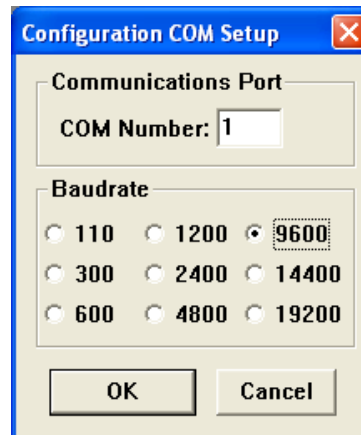 Configuration COM Setup
Communications Port
COM Number: 1
Baudrate
110 1200 9600
300 2400 14400
600 4800 19200
OK Cancel